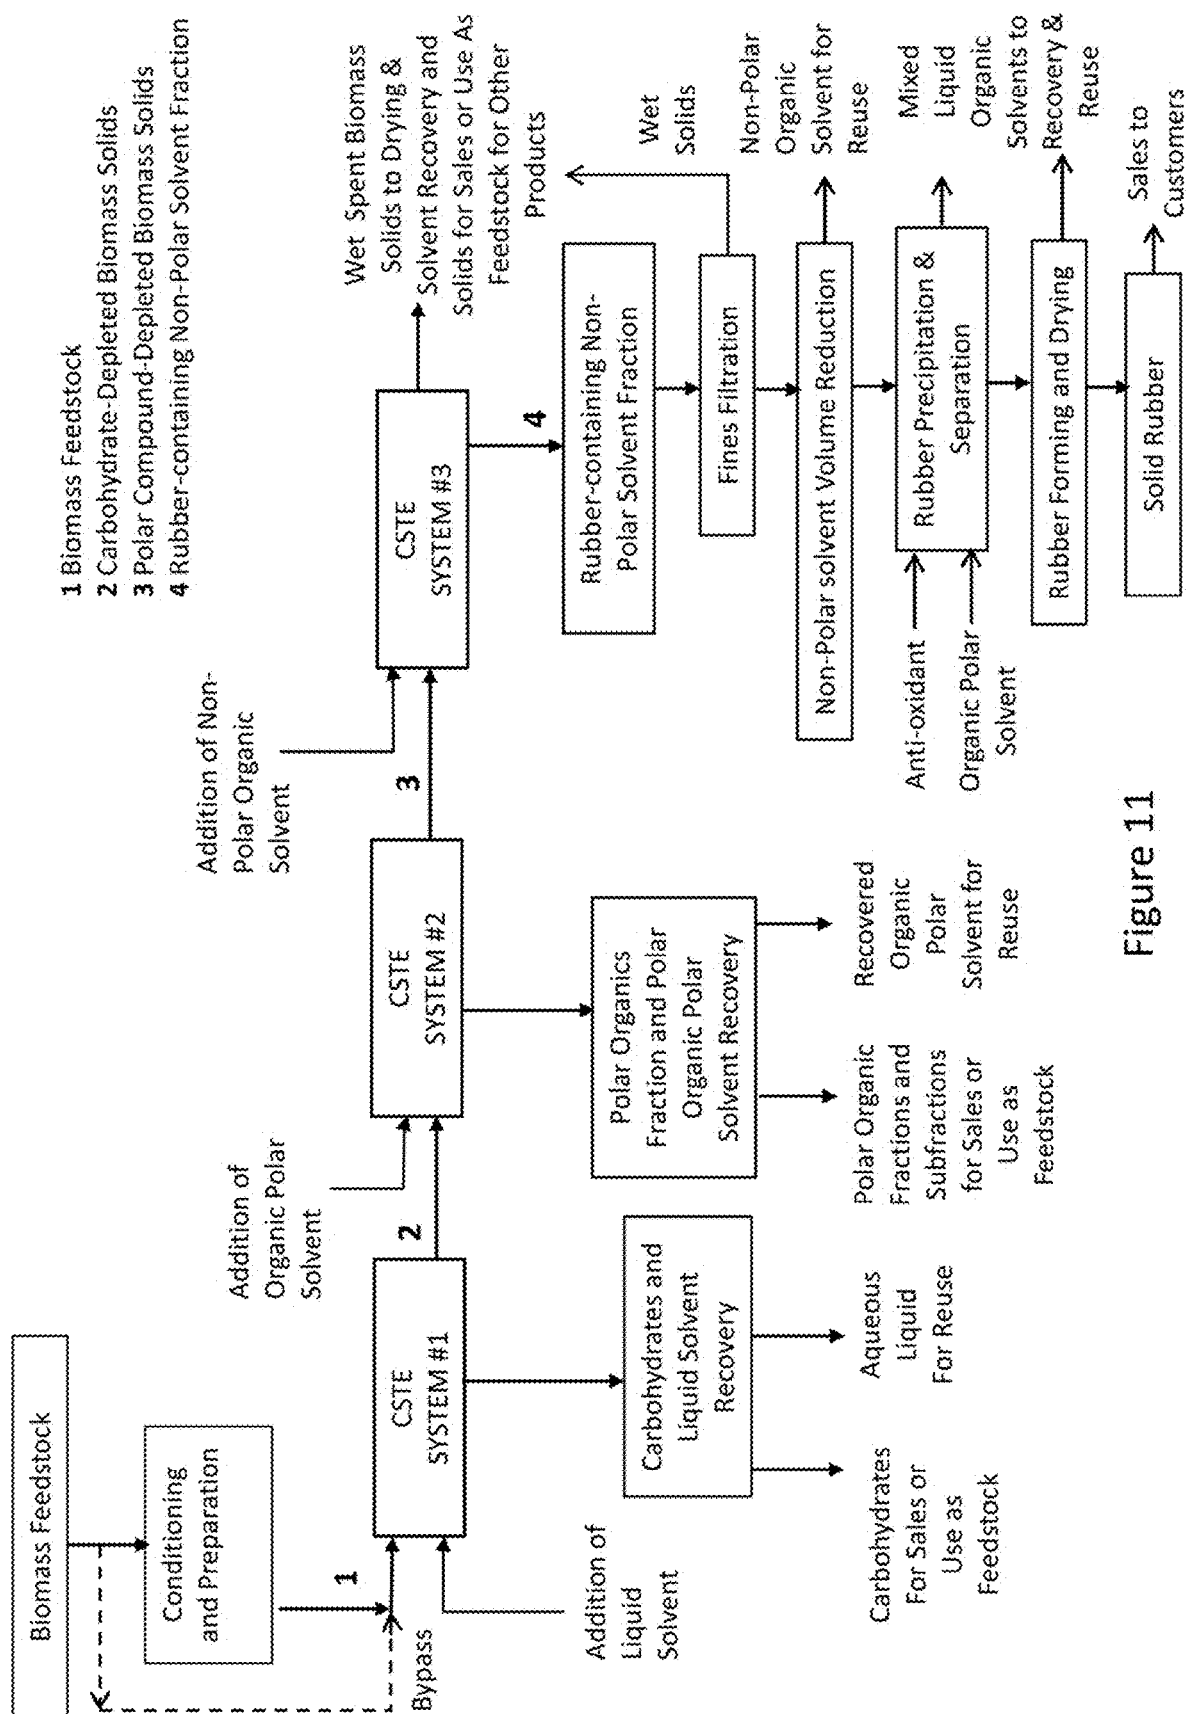 1 Biomass Feedstock
2 Carbohydrate-Depleted Biomass Solids
3 Polar Compound-Depleted Biomass Solids
4 Rubber-containing Non-Polar Solvent Fraction
Biomass Feedstock
Conditioning
and Preparation
1
Bypass
Addition of
Liquid
Solvent
CSTE
SYSTEM #1
Carbohydrates and
Liquid Solvent
Recovery
Carbohydrates
For Sales or
Use as
Feedstock
Aqueous
Liquid
For Reuse
2
Addition of
Organic Polar
Solvent
CSTE
SYSTEM #2
Polar Organics
Fraction and Polar
Organic Polar
Solvent Recovery
Polar Organic
Fractions and
Subfractions
for Sales or
Use as
Feedstock
Recovered
Organic
Polar
Solvent for
Reuse
3
Addition of Non-
Polar Organic
Solvent
CSTE
SYSTEM #3
Wet Spent Biomass
Solids to Drying &
Solvent Recovery and
Solids for Sales or Use As
Feedstock for Other
Products
4
Rubber-containing Non-
Polar Solvent Fraction
Fines Filtration
Wet
Solids
Non-Polar solvent Volume Reduction
Non-Polar
Organic
Solvent for
Reuse
Anti-oxidant
Organic Polar
Solvent
Rubber Precipitation &
Separation
Mixed
Liquid
Organic
Solvents to
Recovery &
Reuse
Rubber Forming and Drying
Solid Rubber
Sales to
Customers
Figure 11